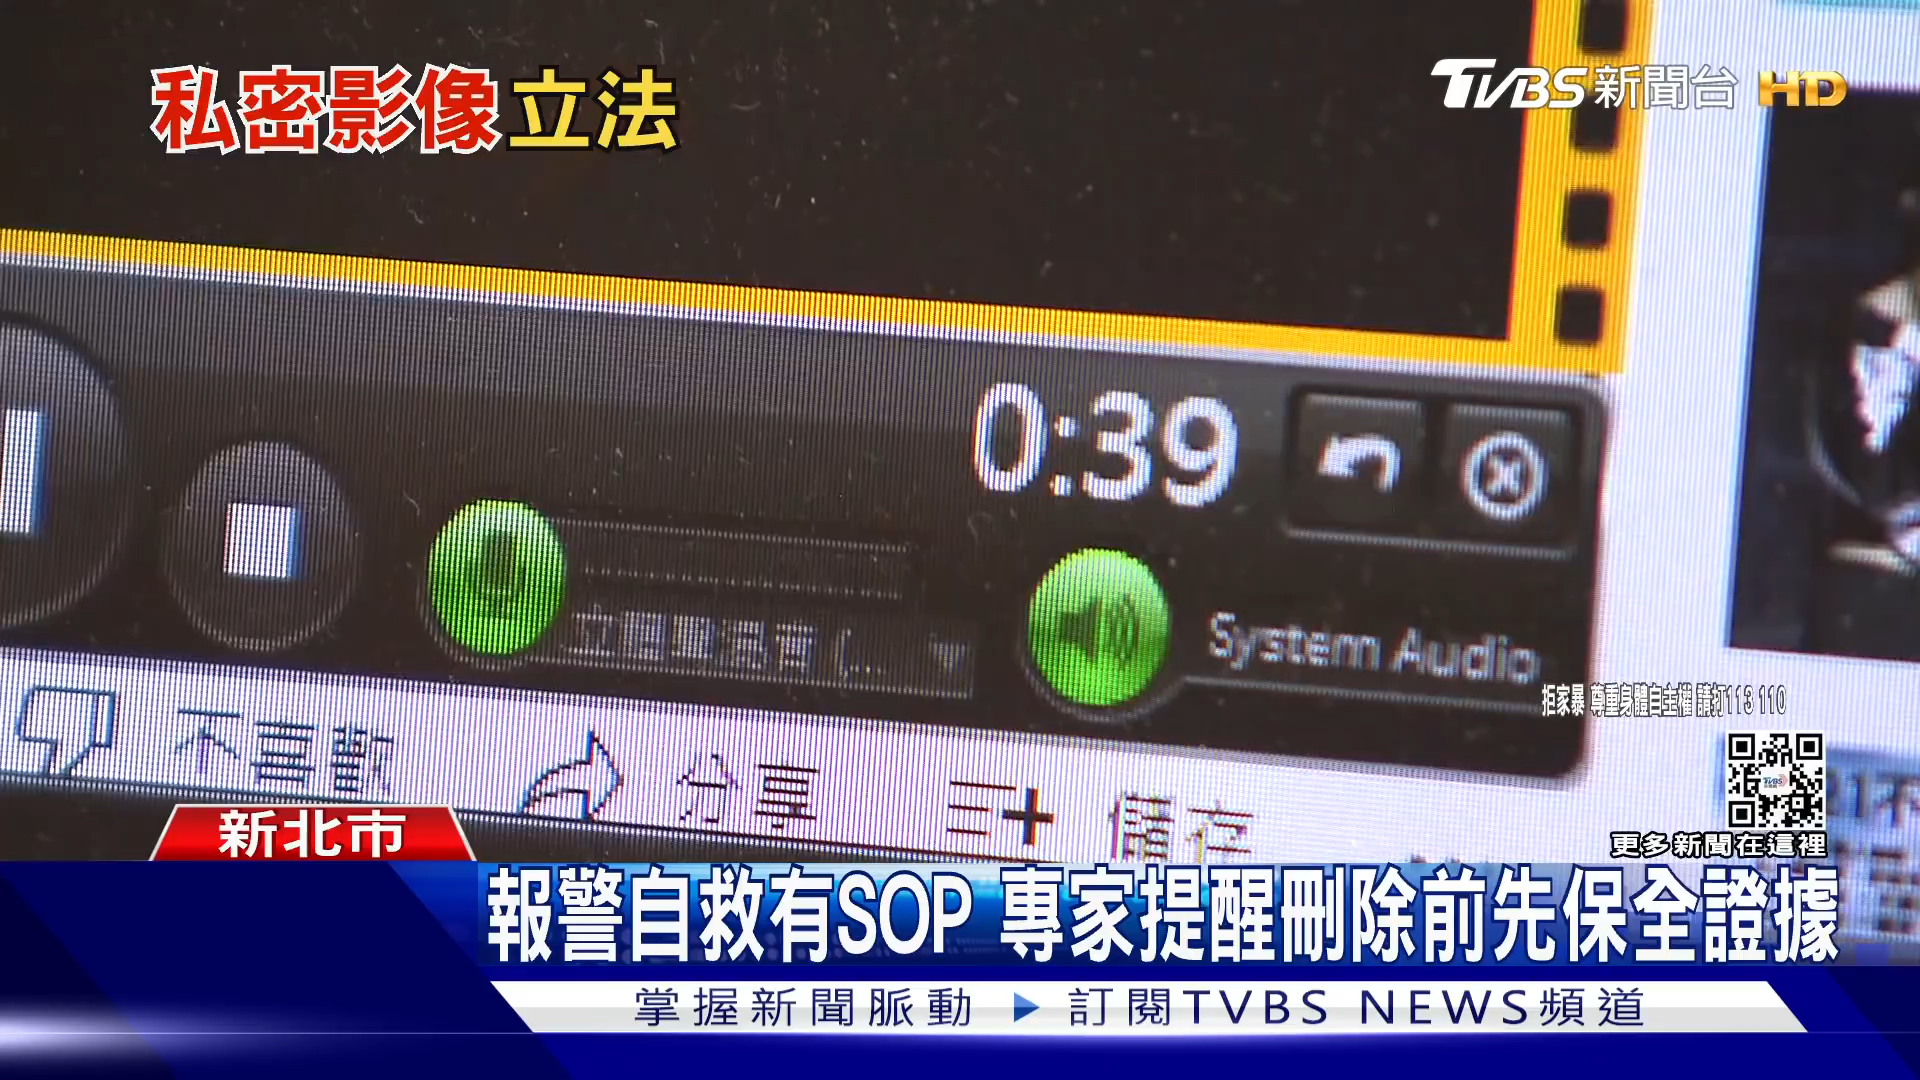 私密影像立法
TVBS新聞台 HD
0:39
System Audio
拒家暴 尊重身體自主權 請打113 110
不喜歡
分享
儲存
TVBS
更多新聞在這裡
新北市
報警自救有SOP 專家提醒刪除前先保全證據
掌握新聞脈動 ▶ 訂閱TVBS NEWS頻道